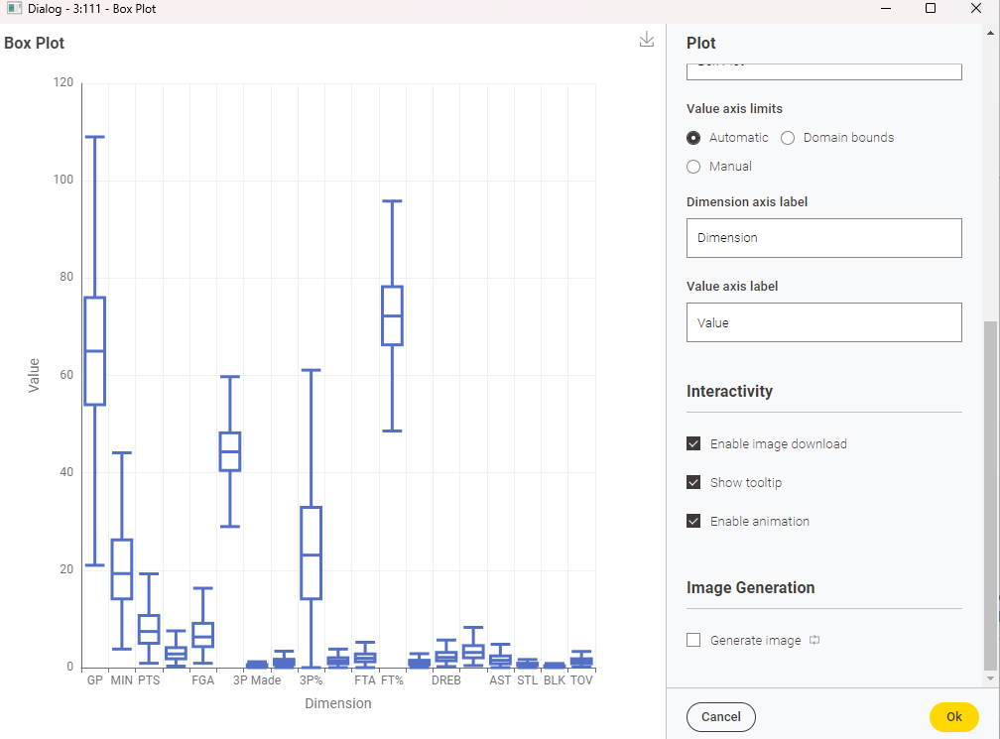 Dialog - 3:111 - Box Plot
Box Plot
120
100
80
60
40
20
0
Value
GP MIN PTS FGA 3P Made 3P% FTA FT% DREB AST STL BLK TOV
Dimension
Plot
Value axis limits
Automatic Domain bounds
Manual
Dimension axis label
Dimension
Value axis label
Value
Interactivity
Enable image download
Show tooltip
Enable animation
Image Generation
Generate image
Cancel Ok